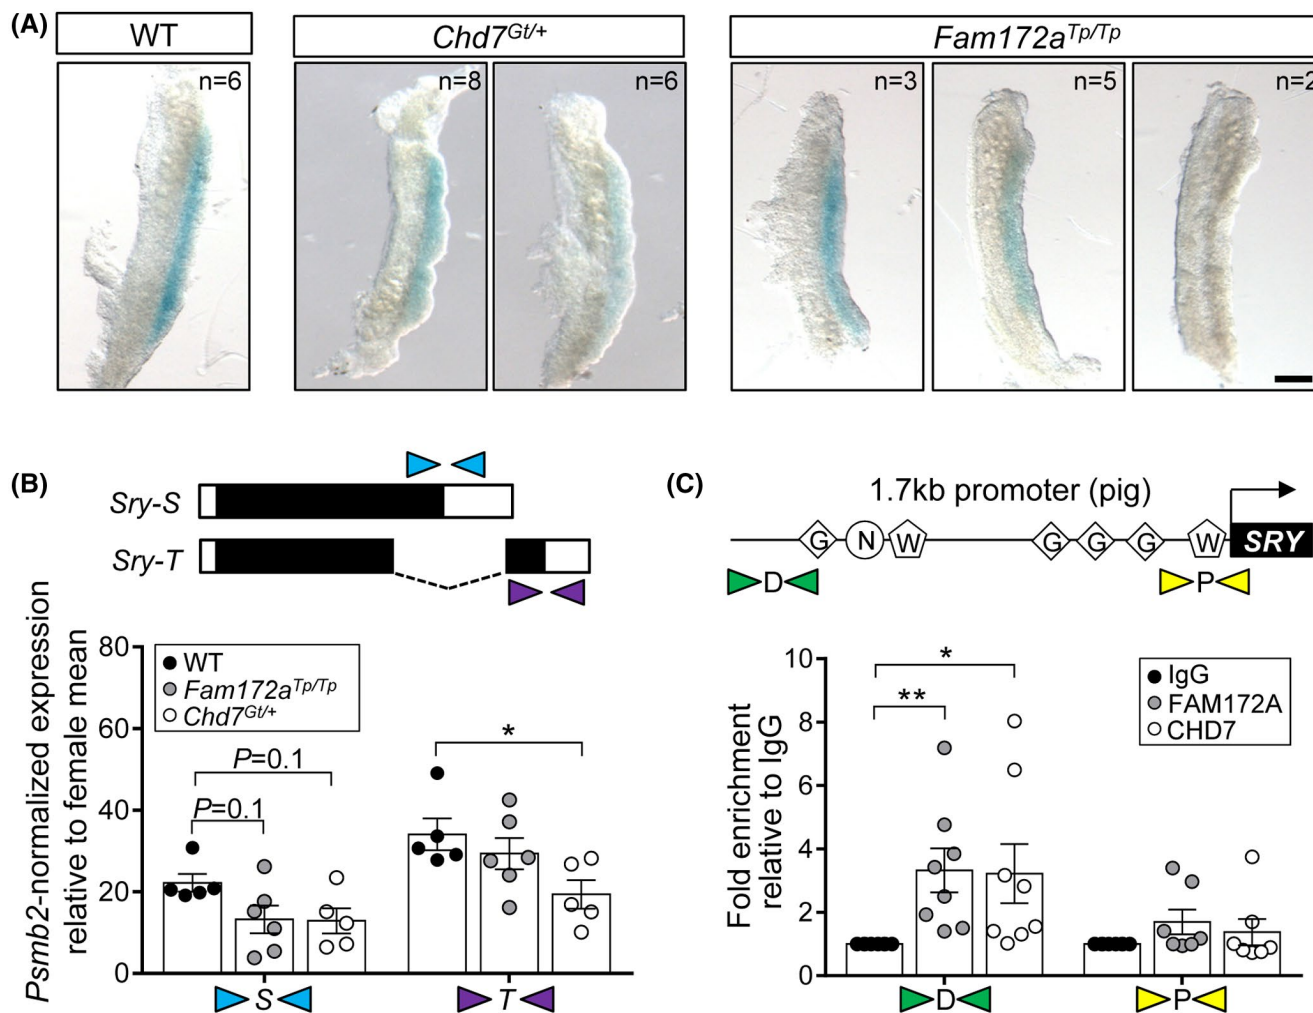 (A)
WT
Chd7Gt/+
Fam172aTp/Tp
n=6
n=8
n=6
n=3
n=5
n=2
(B)
Sry-S
Sry-T
Psmb2-normalized expression
relative to female mean
80
60
40
20
0
WT
Fam172aTp/Tp
Chd7Gt/+
P=0.1
P=0.1
*
S
T
(C)
1.7kb promoter (pig)
G N W G G G W SRY
D P
Fold enrichment
relative to IgG
10
8
6
4
2
0
IgG
FAM172A
CHD7
*
**
D
P